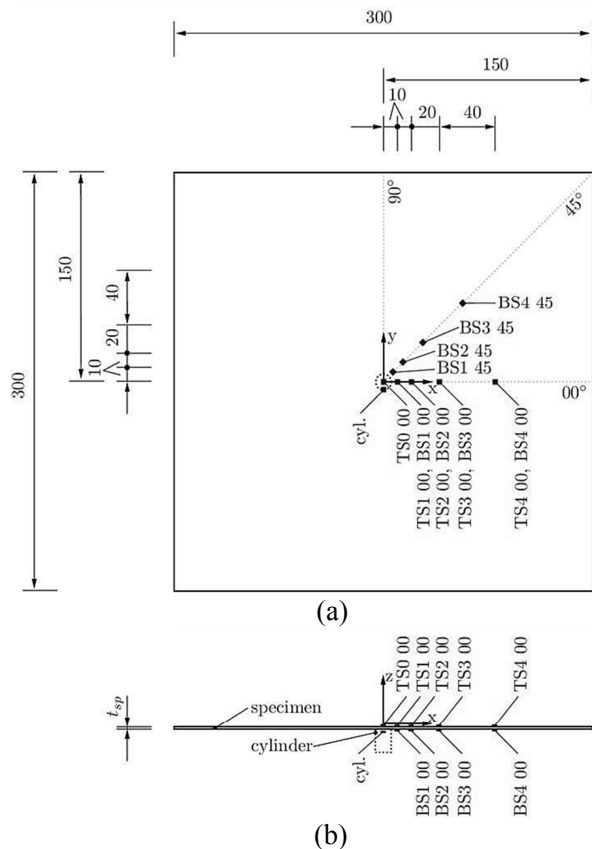 300
150
10
20
40
300
150
40
20
10
90°
45°
BS4 45
BS3 45
BS2 45
BS1 45
y
x
00°
cyl.
TS0 00
TS1 00, BS1 00
TS2 00, BS2 00
TS3 00, BS3 00
TS4 00, BS4 00
(a)
z
TS0 00
TS1 00
TS2 00
TS3 00
TS4 00
x
t_sp
specimen
cylinder
cyl.
BS1 00
BS2 00
BS3 00
BS4 00
(b)